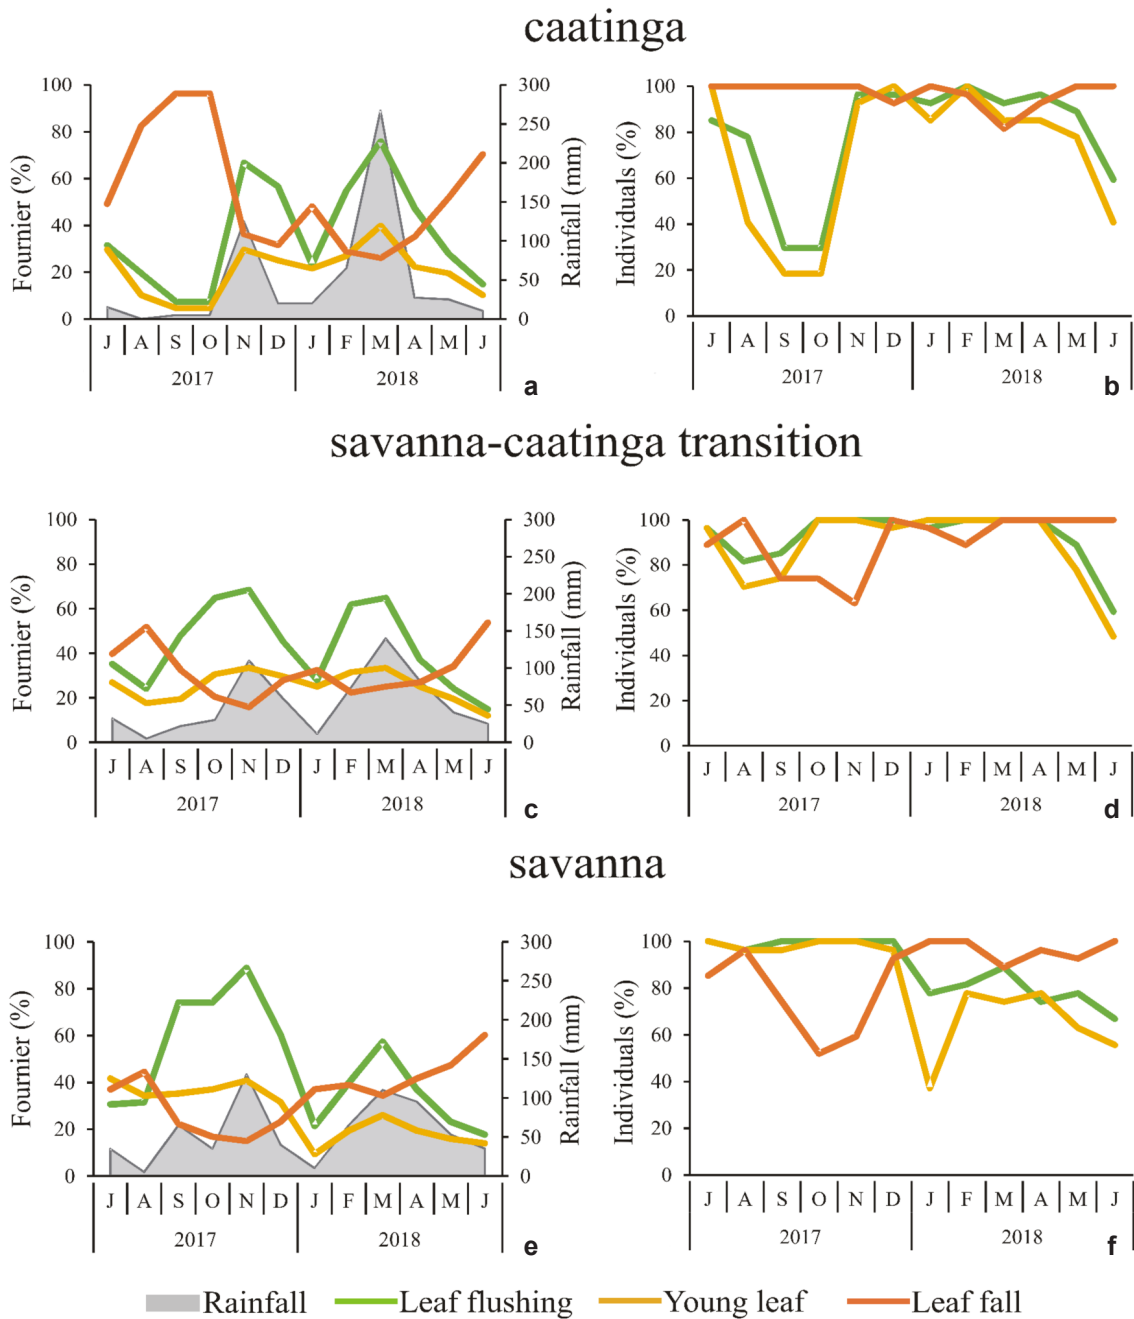 caatinga
100 80 60 40 20 0
Fournier (%)
300 250 200 150 100 50 0
Rainfall (mm)
J A S O N D J F M A M J
2017 2018
a
100 80 60 40 20 0
Individuals (%)
J A S O N D J F M A M J
2017 2018
b
savanna-caatinga transition
100 80 60 40 20 0
Fournier (%)
300 250 200 150 100 50 0
Rainfall (mm)
J A S O N D J F M A M J
2017 2018
c
100 80 60 40 20 0
Individuals (%)
J A S O N D J F M A M J
2017 2018
d
savanna
100 80 60 40 20 0
Fournier (%)
300 250 200 150 100 50 0
Rainfall (mm)
J A S O N D J F M A M J
2017 2018
e
100 80 60 40 20 0
Individuals (%)
J A S O N D J F M A M J
2017 2018
f
Rainfall Leaf flushing Young leaf Leaf fall